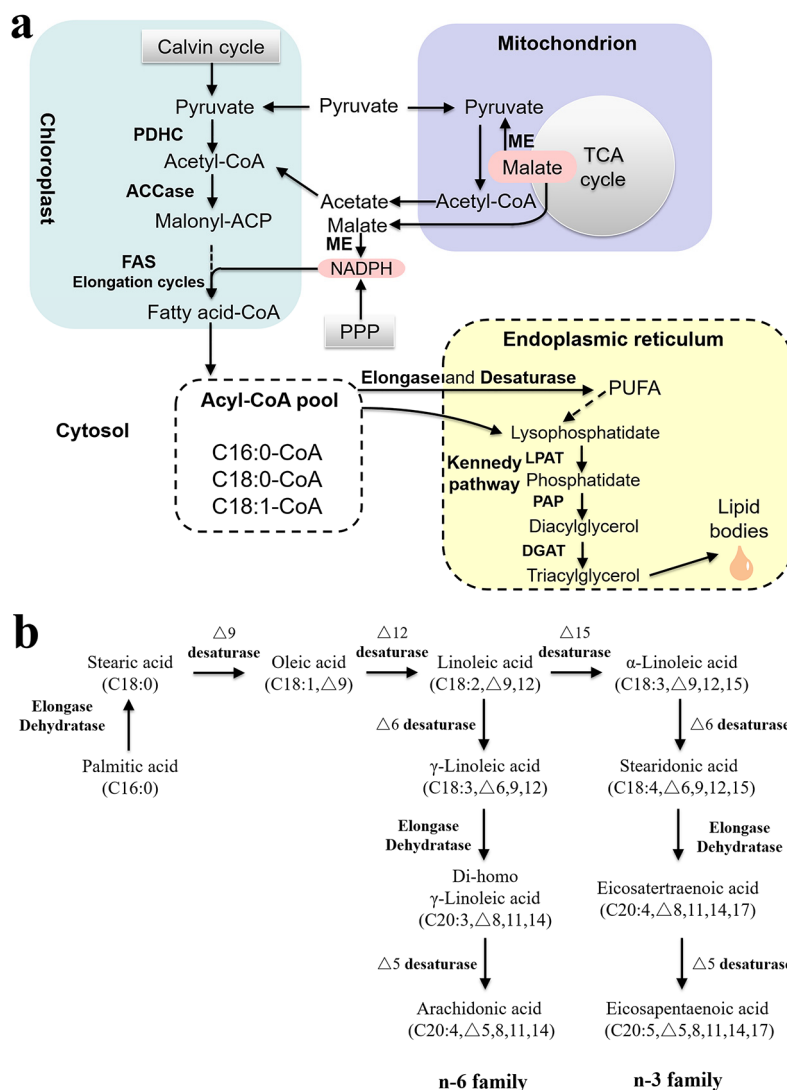 a
Calvin cycle
Mitochondrion
Chloroplast
Pyruvate
Pyruvate
Pyruvate
PDHC
ME
Acetyl-CoA
Malate
TCA
cycle
ACCase
Acetate
Acetyl-CoA
Malonyl-ACP
Malate
ME
FAS
Elongation cycles
NADPH
Fatty acid-CoA
PPP
Endoplasmic reticulum
Elongase and Desaturase
PUFA
Acyl-CoA pool
Cytosol
Lysophosphatidate
C16:0-CoA
C18:0-CoA
C18:1-CoA
Kennedy
pathway
LPAT
Phosphatidate
PAP
Diacylglycerol
DGAT
Triacylglycerol
Lipid
bodies
b
△9
desaturase
△12
desaturase
△15
desaturase
Stearic acid
(C18:0)
Oleic acid
(C18:1,△9)
Linoleic acid
(C18:2,△9,12)
α-Linoleic acid
(C18:3,△9,12,15)
Elongase
Dehydratase
△6 desaturase
△6 desaturase
Palmitic acid
(C16:0)
γ-Linoleic acid
(C18:3,△6,9,12)
Stearidonic acid
(C18:4,△6,9,12,15)
Elongase
Dehydratase
Elongase
Dehydratase
Di-homo
γ-Linoleic acid
(C20:3,△8,11,14)
Eicosatertraenoic acid
(C20:4,△8,11,14,17)
△5 desaturase
△5 desaturase
Arachidonic acid
(C20:4,△5,8,11,14)
Eicosapentaenoic acid
(C20:5,△5,8,11,14,17)
n-6 family
n-3 family